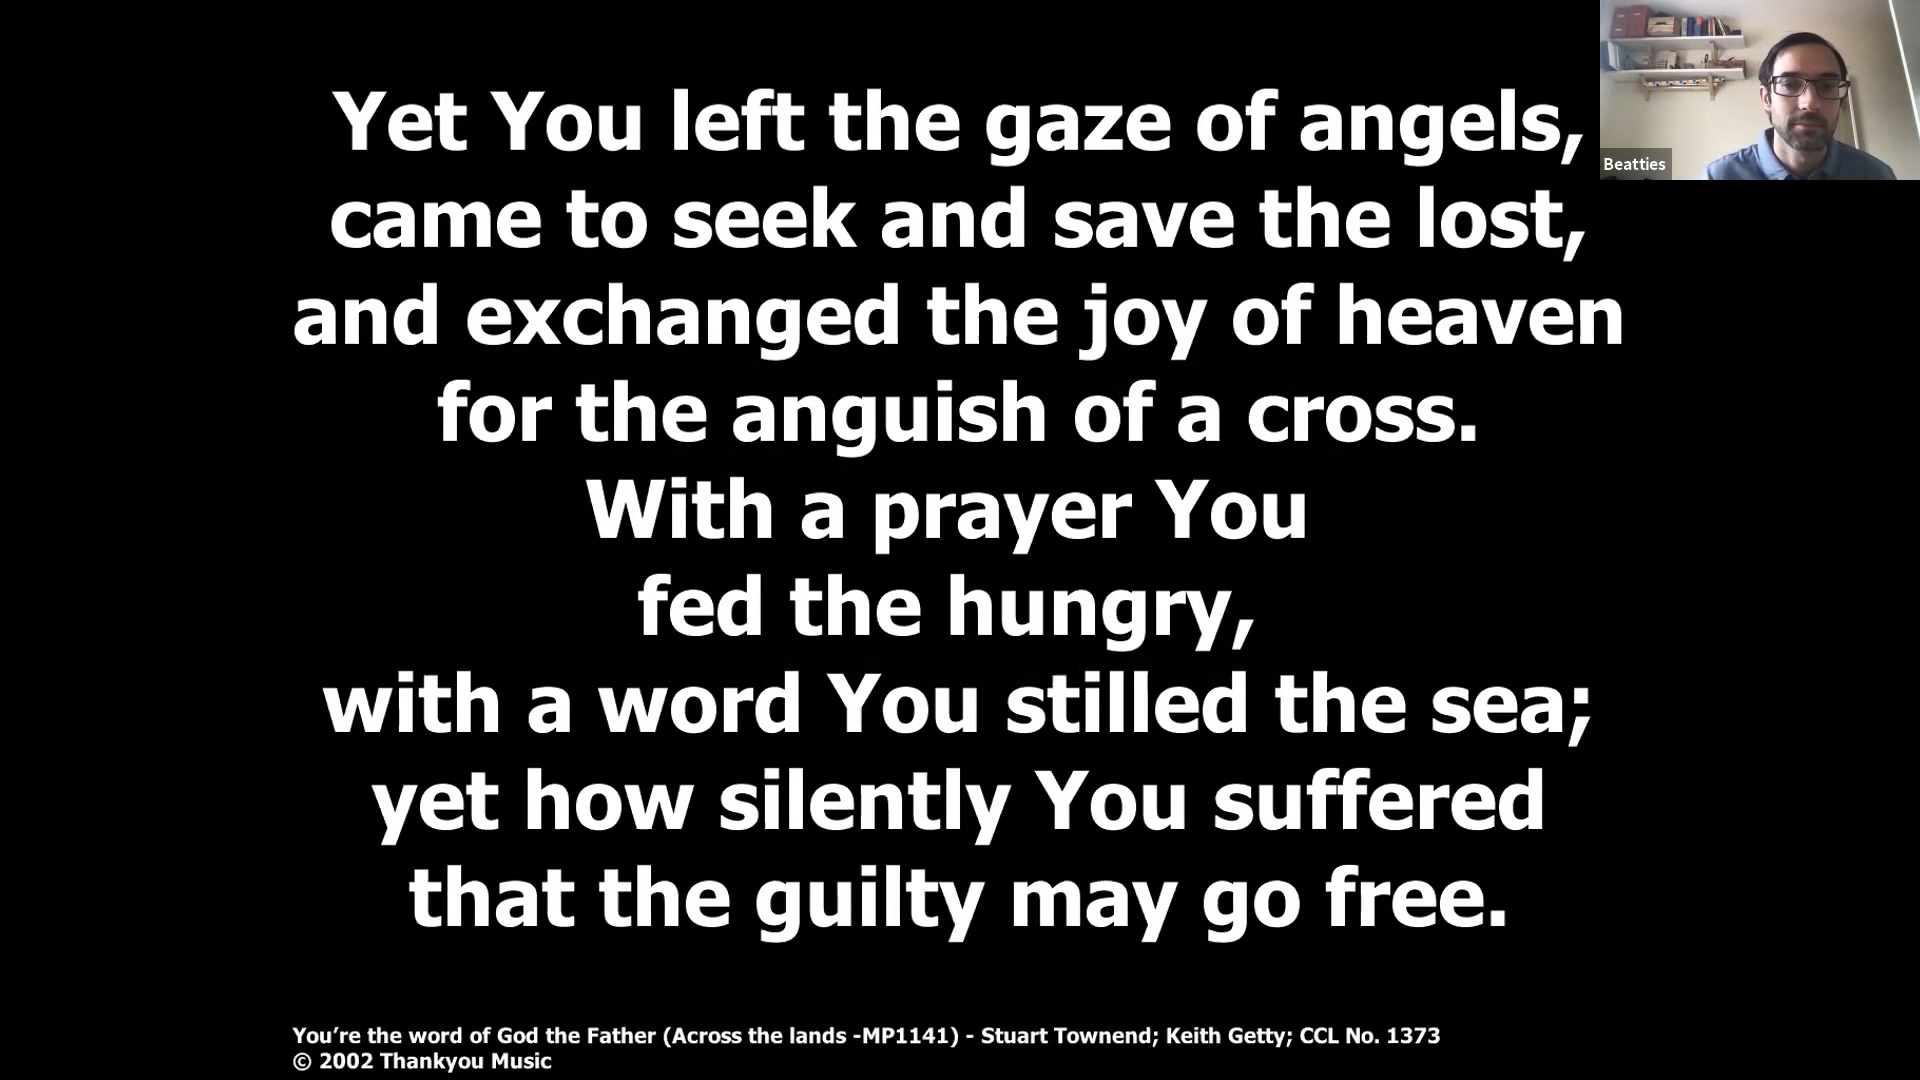 Yet You left the gaze of angels,
came to seek and save the lost,
and exchanged the joy of heaven
for the anguish of a cross.
With a prayer You
fed the hungry,
with a word You stilled the sea;
yet how silently You suffered
that the guilty may go free.
You’re the word of God the Father (Across the lands -MP1141) - Stuart Townend; Keith Getty; CCL No. 1373
© 2002 Thankyou Music
Beatties